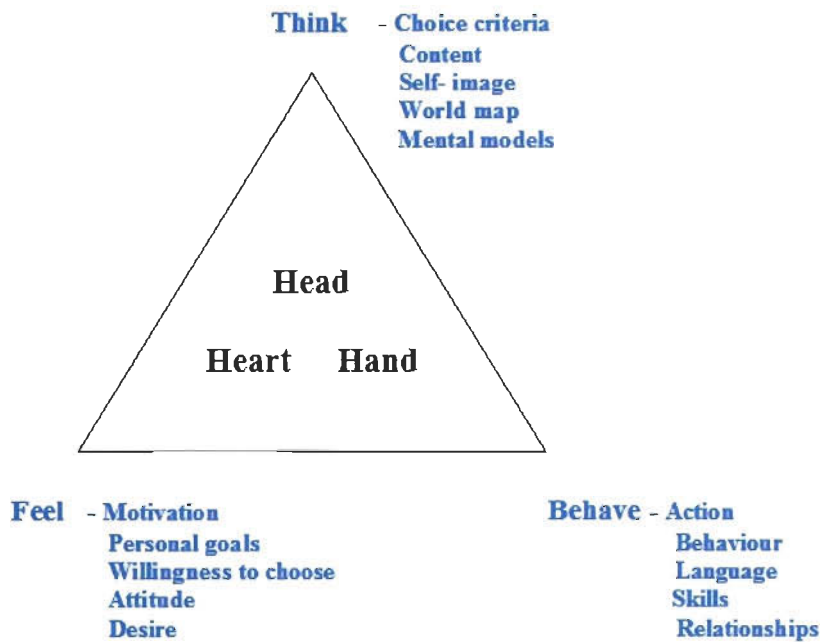 Think - Choice criteria
Content
Self- image
World map
Mental models
Head
Heart Hand
Feel - Motivation
Personal goals
Willingness to choose
Attitude
Desire
Behave - Action
Behaviour
Language
Skills
Relationships